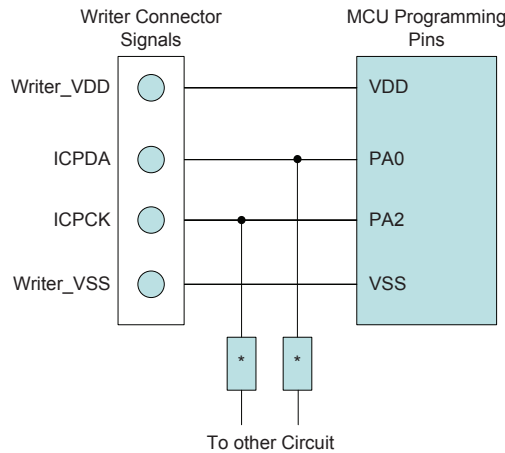 Writer Connector
Signals
MCU Programming
Pins
Writer_VDD
VDD
ICPDA
PA0
ICPCK
PA2
Writer_VSS
VSS
*
*
To other Circuit